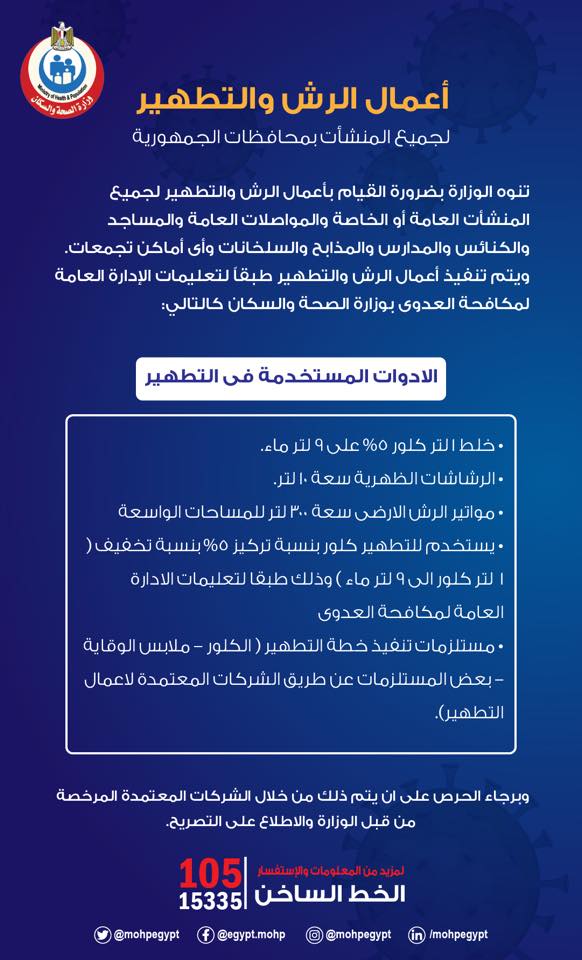 Ministry of Health & Population
وزارة الصحة والسكان
أعمال الرش والتطهير
لجميع المنشأت بمحافظات الجمهورية
تنوه الوزارة بضرورة القيام بأعمال الرش والتطهير لجميع
المنشأت العامة أو الخاصة والمواصلات العامة والمساجد
والكنائس والمدارس والمذابح والسلخانات وأى أماكن تجمعات.
ويتم تنفيذ أعمال الرش والتطهير طبقاً لتعليمات الإدارة العامة
لمكافحة العدوى بوزارة الصحة والسكان كالتالي:
الادوات المستخدمة فى التطهير
• خلط ١ لتر كلور ٥% على ٩ لتر ماء.
• الرشاشات الظهرية سعة ١٠ لتر.
• مواتير الرش الارضى سعة ٣٠٠ لتر للمساحات الواسعة
• يستخدم للتطهير كلور بنسبة تركيز ٥% بنسبة تخفيف (
١ لتر كلور الى ٩ لتر ماء ) وذلك طبقا لتعليمات الادارة
العامة لمكافحة العدوى
• مستلزمات تنفيذ خطة التطهير ( الكلور – ملابس الوقاية
– بعض المستلزمات عن طريق الشركات المعتمدة لاعمال
التطهير).
وبرجاء الحرص على ان يتم ذلك من خلال الشركات المعتمدة المرخصة
من قبل الوزارة والاطلاع على التصريح.
لمزيد من المعلومات والإستفسار
الخط الساخن
105
15335
@mohpegypt @egypt.mohp @mohpegypt /mohpegypt